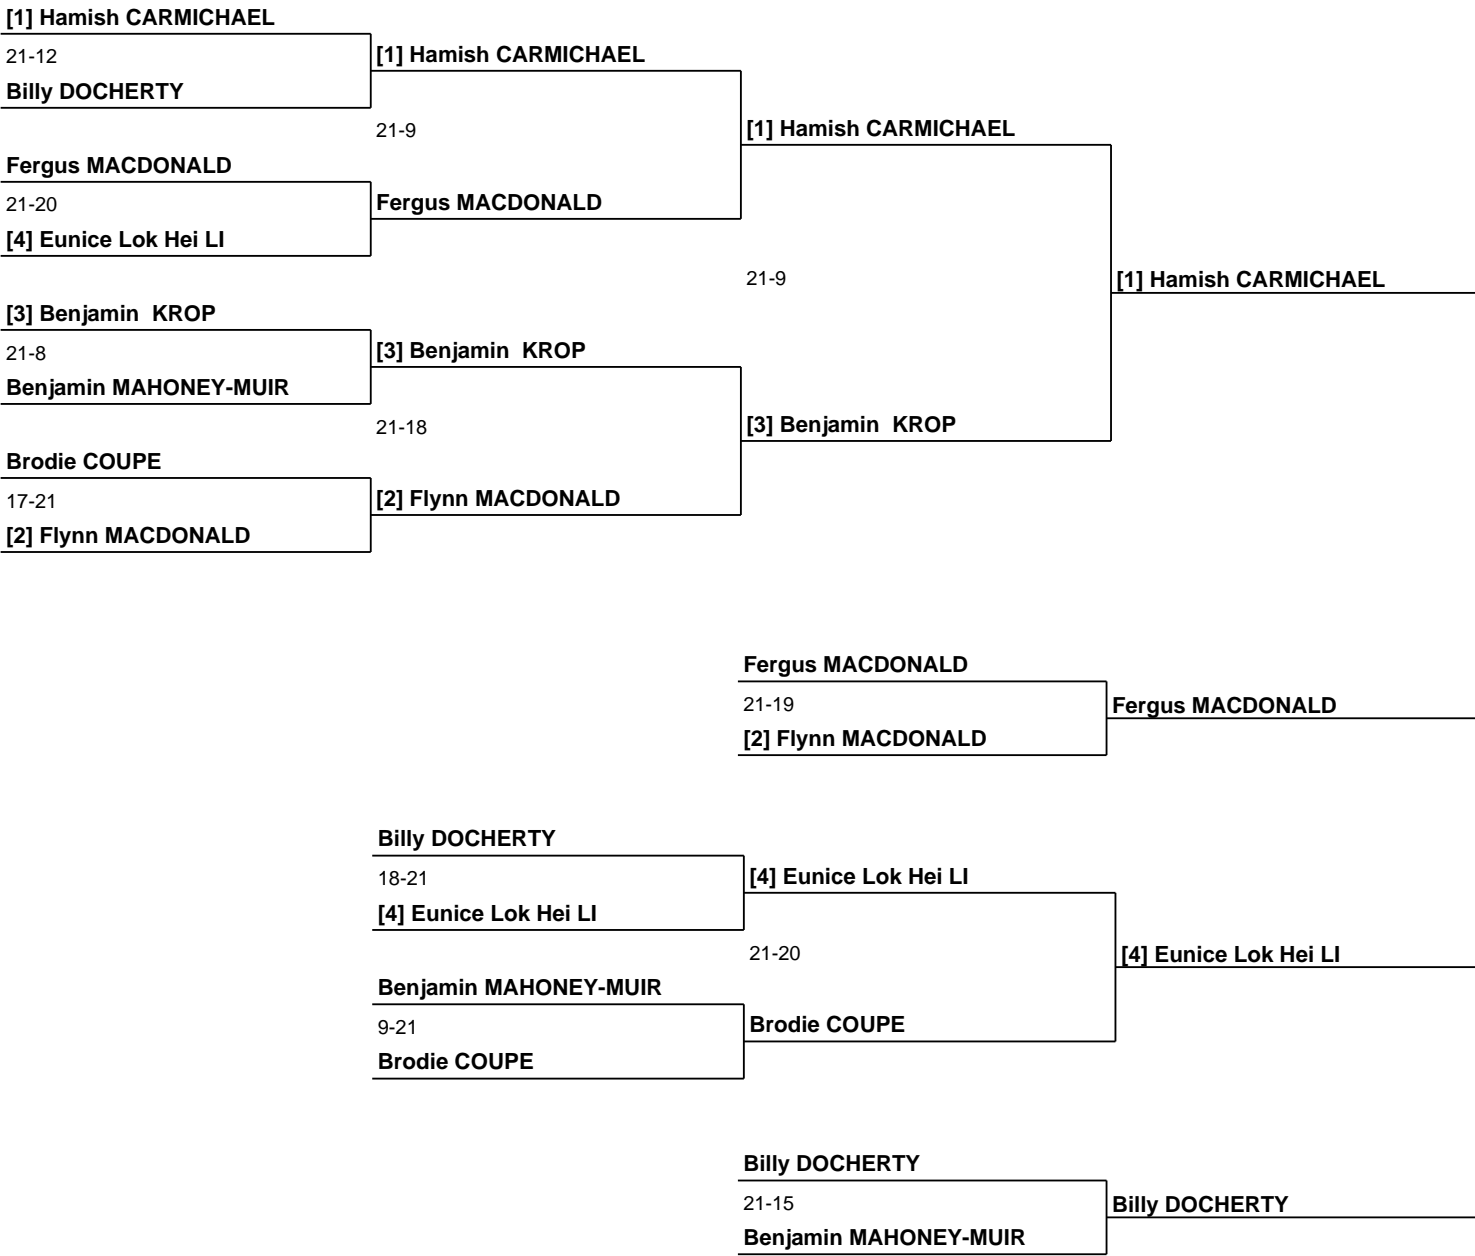 [1] Hamish CARMICHAEL
21-12
[1] Hamish CARMICHAEL
Billy DOCHERTY
21-9
[1] Hamish CARMICHAEL
Fergus MACDONALD
21-20
Fergus MACDONALD
[4] Eunice Lok Hei LI
21-9
[1] Hamish CARMICHAEL
[3] Benjamin  KROP
21-8
[3] Benjamin  KROP
Benjamin MAHONEY-MUIR
21-18
[3] Benjamin  KROP
Brodie COUPE
17-21
[2] Flynn MACDONALD
[2] Flynn MACDONALD
Fergus MACDONALD
21-19
Fergus MACDONALD
[2] Flynn MACDONALD
Billy DOCHERTY
18-21
[4] Eunice Lok Hei LI
[4] Eunice Lok Hei LI
21-20
[4] Eunice Lok Hei LI
Benjamin MAHONEY-MUIR
9-21
Brodie COUPE
Brodie COUPE
Billy DOCHERTY
21-15
Billy DOCHERTY
Benjamin MAHONEY-MUIR